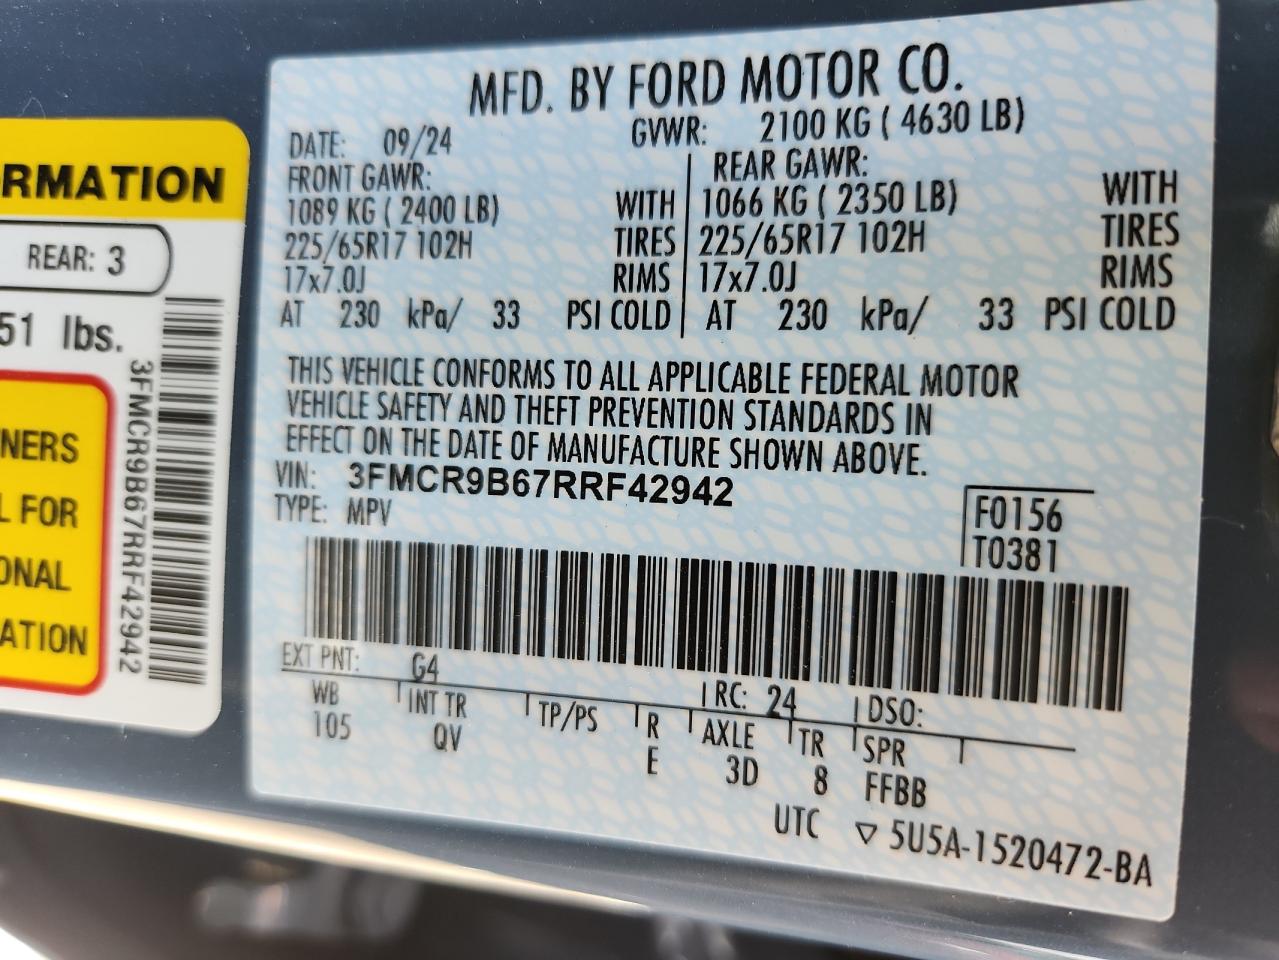 RMATION
REAR: 3
51 lbs.
NERS
L FOR
ONAL
ATION
3FMCR9B67RRF42942
MFD. BY FORD MOTOR CO.
DATE: 09/24 GVWR: 2100 KG ( 4630 LB)
FRONT GAWR: REAR GAWR:
1089 KG ( 2400 LB) WITH 1066 KG ( 2350 LB) WITH
225/65R17 102H TIRES 225/65R17 102H TIRES
17x7.0J RIMS 17x7.0J RIMS
AT 230 kPa/ 33 PSI COLD AT 230 kPa/ 33 PSI COLD
THIS VEHICLE CONFORMS TO ALL APPLICABLE FEDERAL MOTOR
VEHICLE SAFETY AND THEFT PREVENTION STANDARDS IN
EFFECT ON THE DATE OF MANUFACTURE SHOWN ABOVE.
VIN: 3FMCR9B67RRF42942
TYPE: MPV
F0156
T0381
EXT PNT: G4 RC: 24 DSO:
WB INT TR TP/PS R AXLE TR SPR
105 QV E 3D 8 FFBB
UTC ▽ 5U5A-1520472-BA